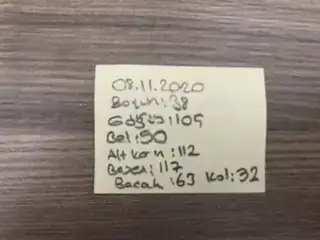 08.11.2020
Boyun: 38
Göğüs: 109
Bel: 90
Alt karın: 112
Basen: 117
Bacak: 63 Kol: 32